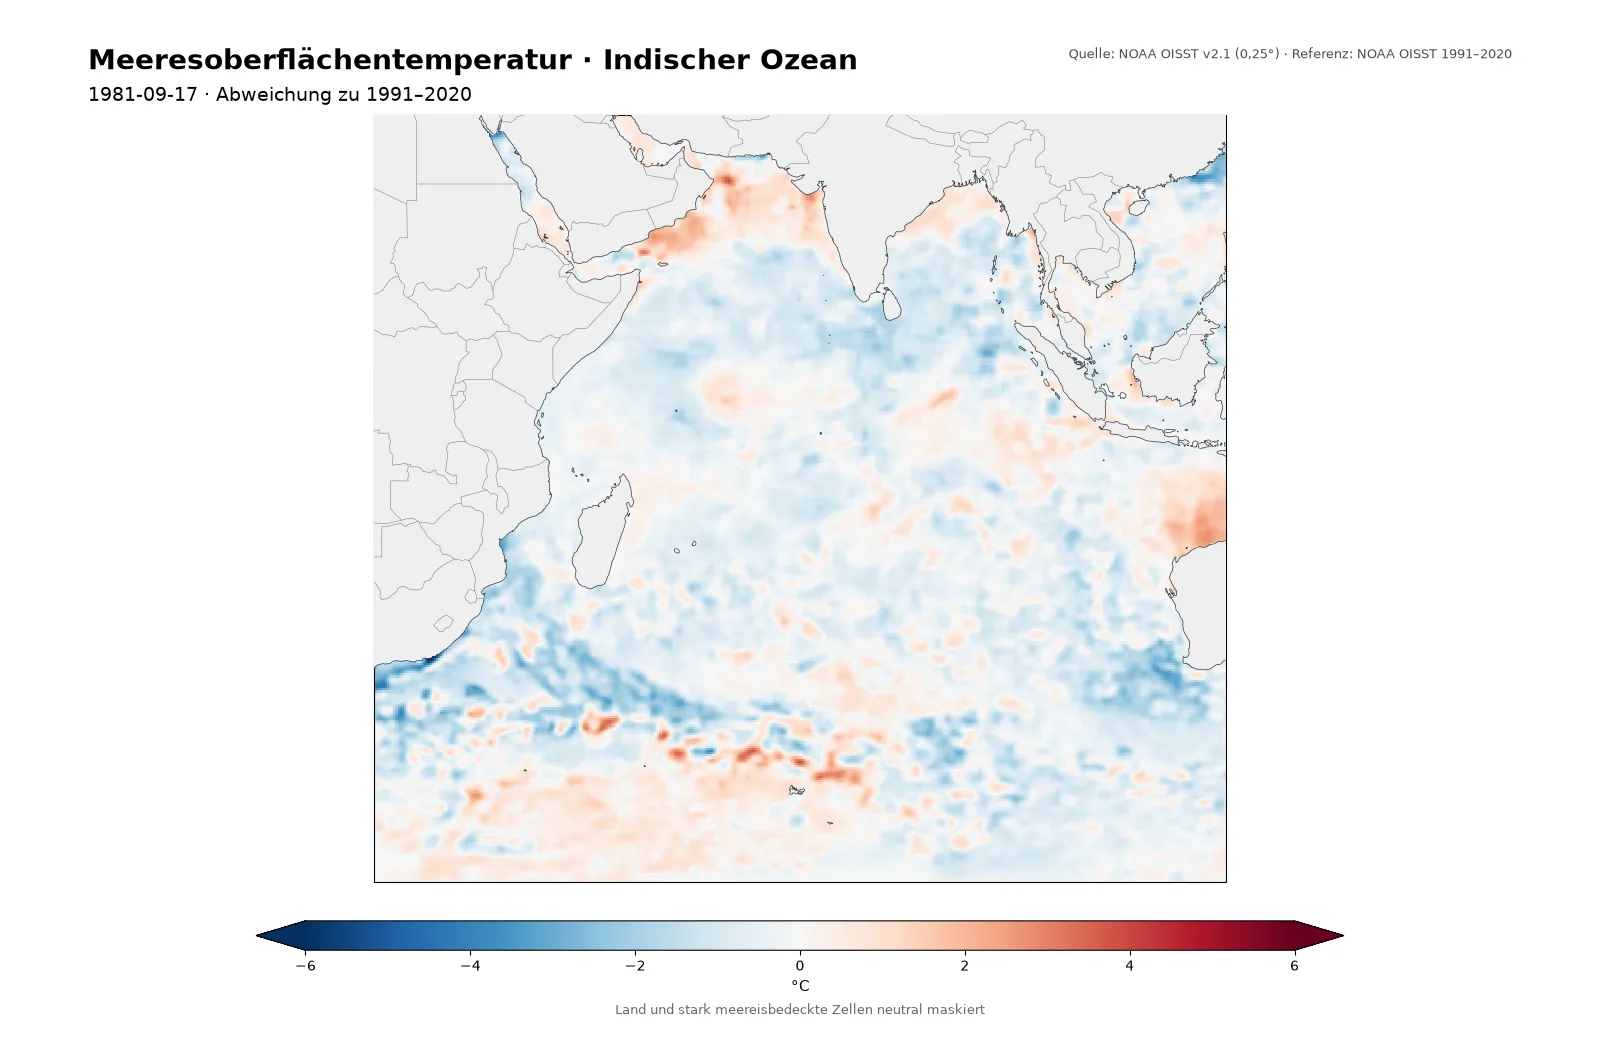 Meeresoberflächentemperatur · Indischer Ozean
Quelle: NOAA OISST v2.1 (0,25°) · Referenz: NOAA OISST 1991–2020
1981-09-17 · Abweichung zu 1991–2020
−6 −4 −2 0 2 4 6
°C
Land und stark meereisbedeckte Zellen neutral maskiert